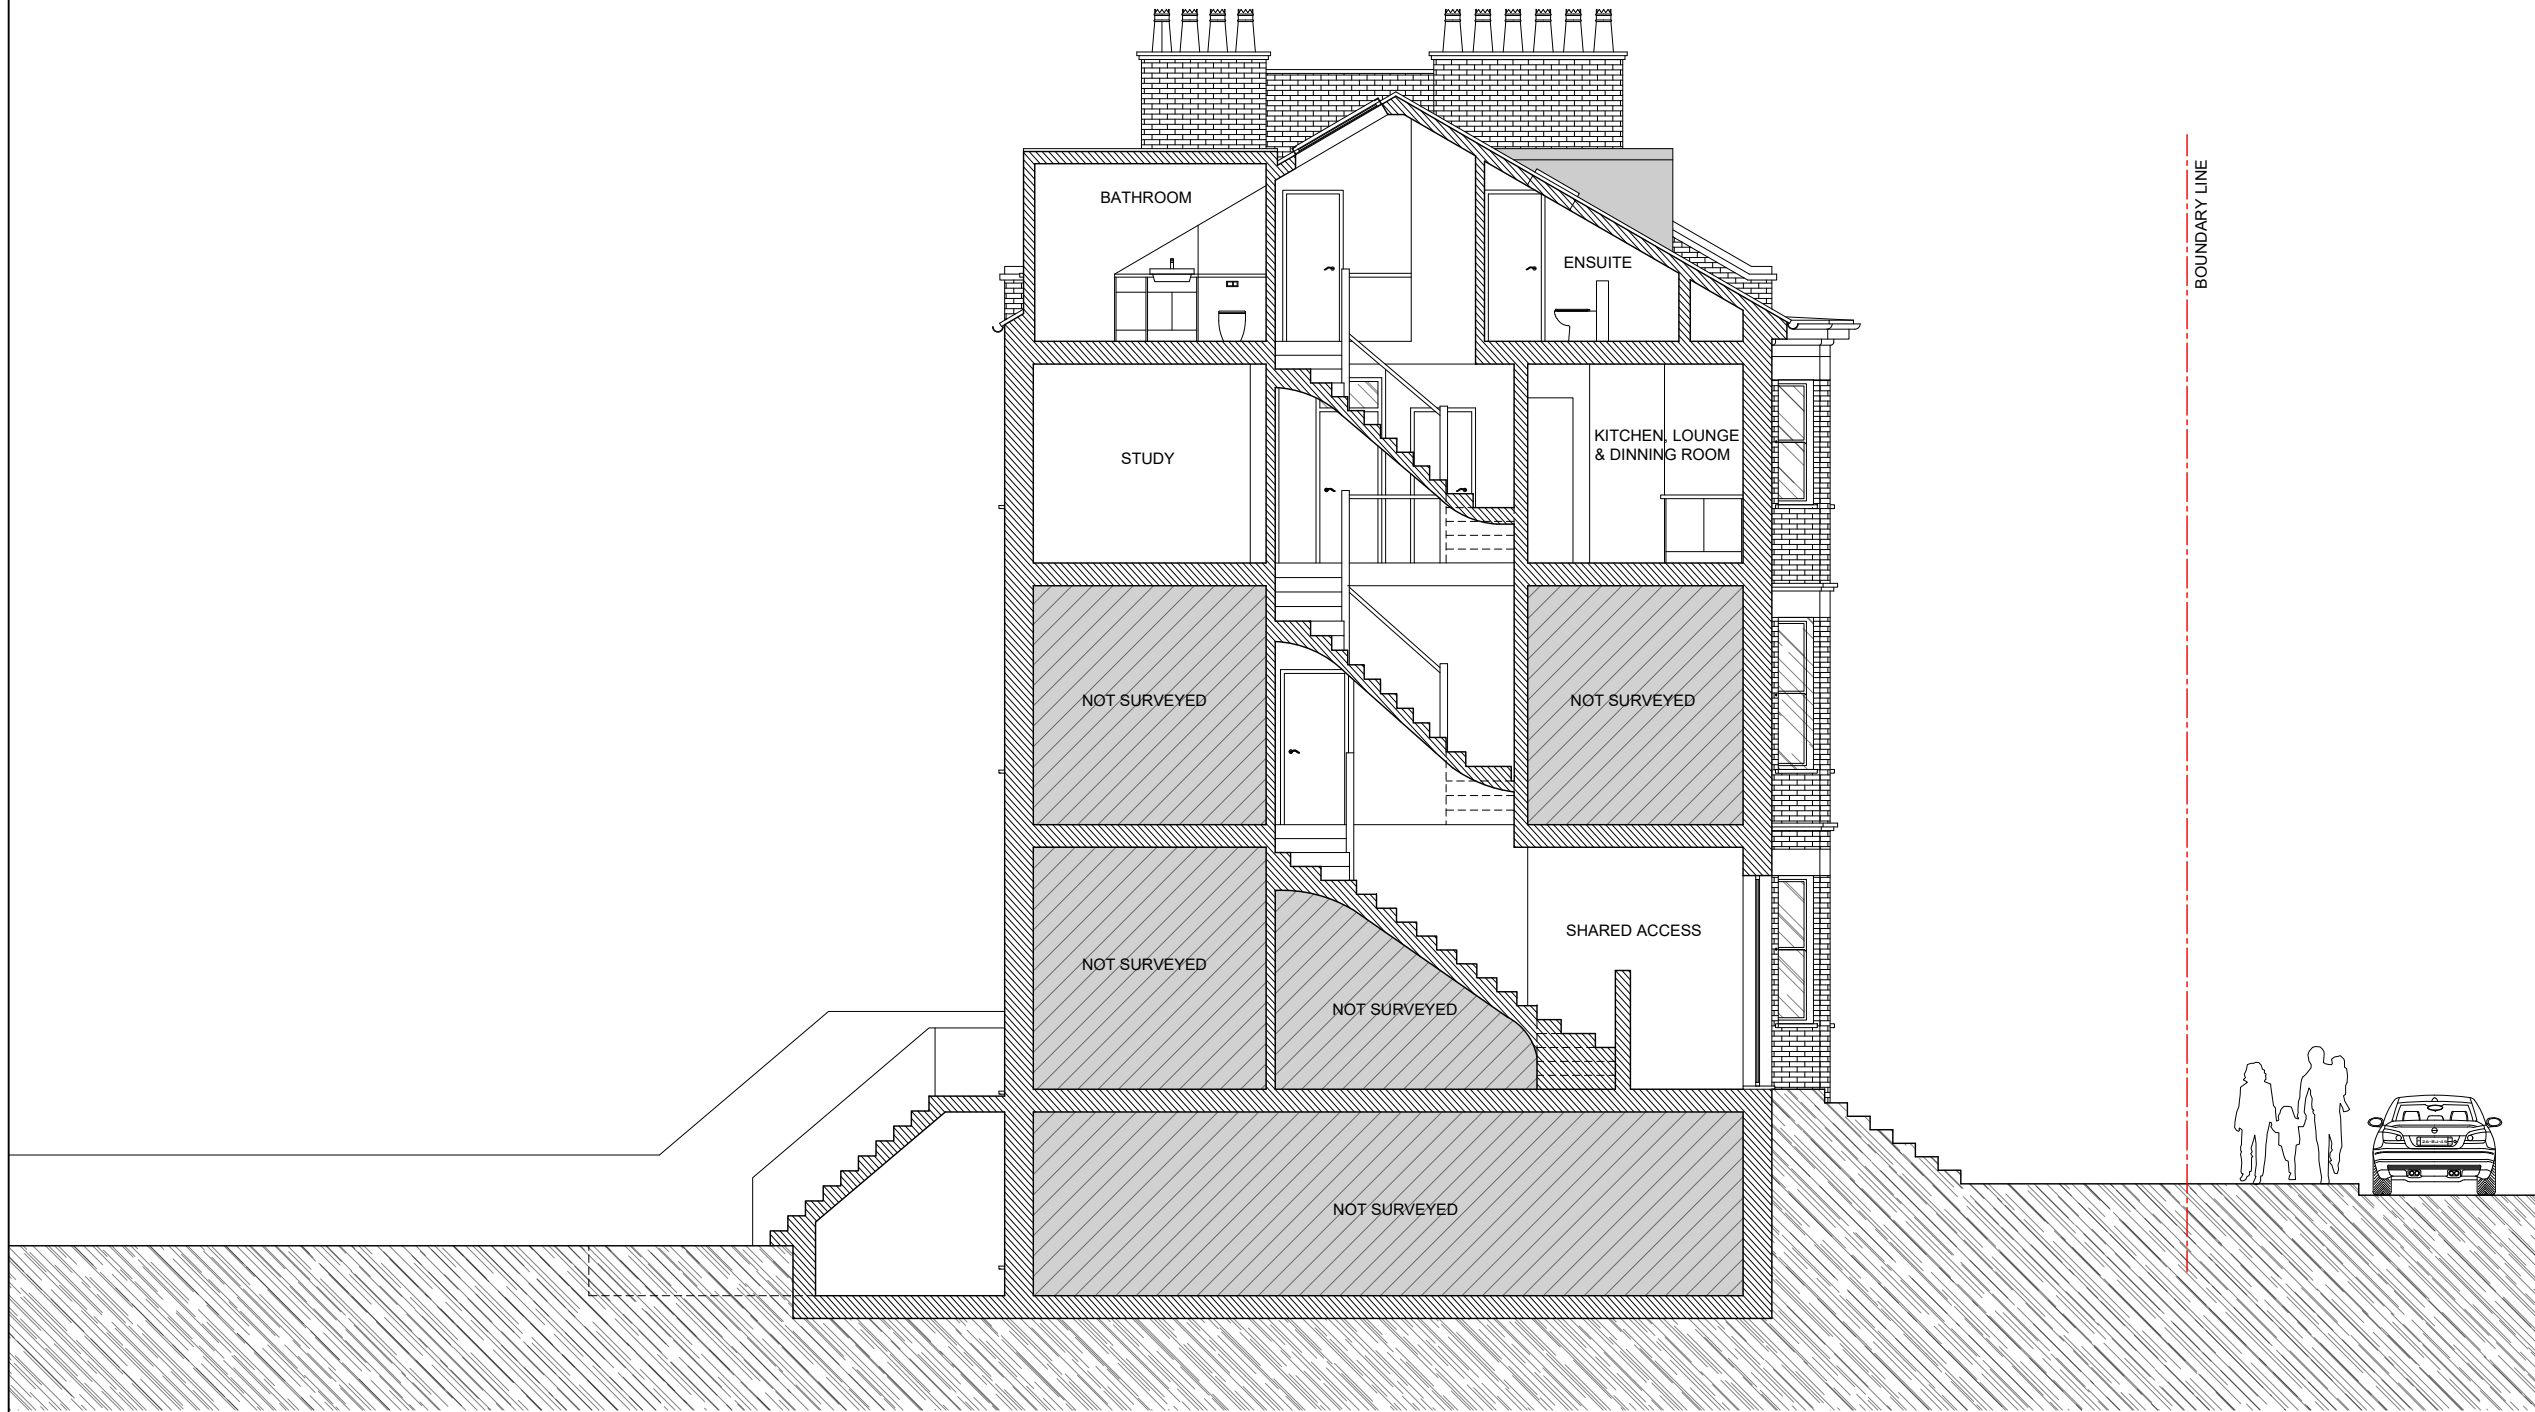 BATHROOM
ENSUITE
BOUNDARY LINE
STUDY
KITCHEN, LOUNGE
& DINNING ROOM
NOT SURVEYED
NOT SURVEYED
NOT SURVEYED
NOT SURVEYED
SHARED ACCESS
NOT SURVEYED